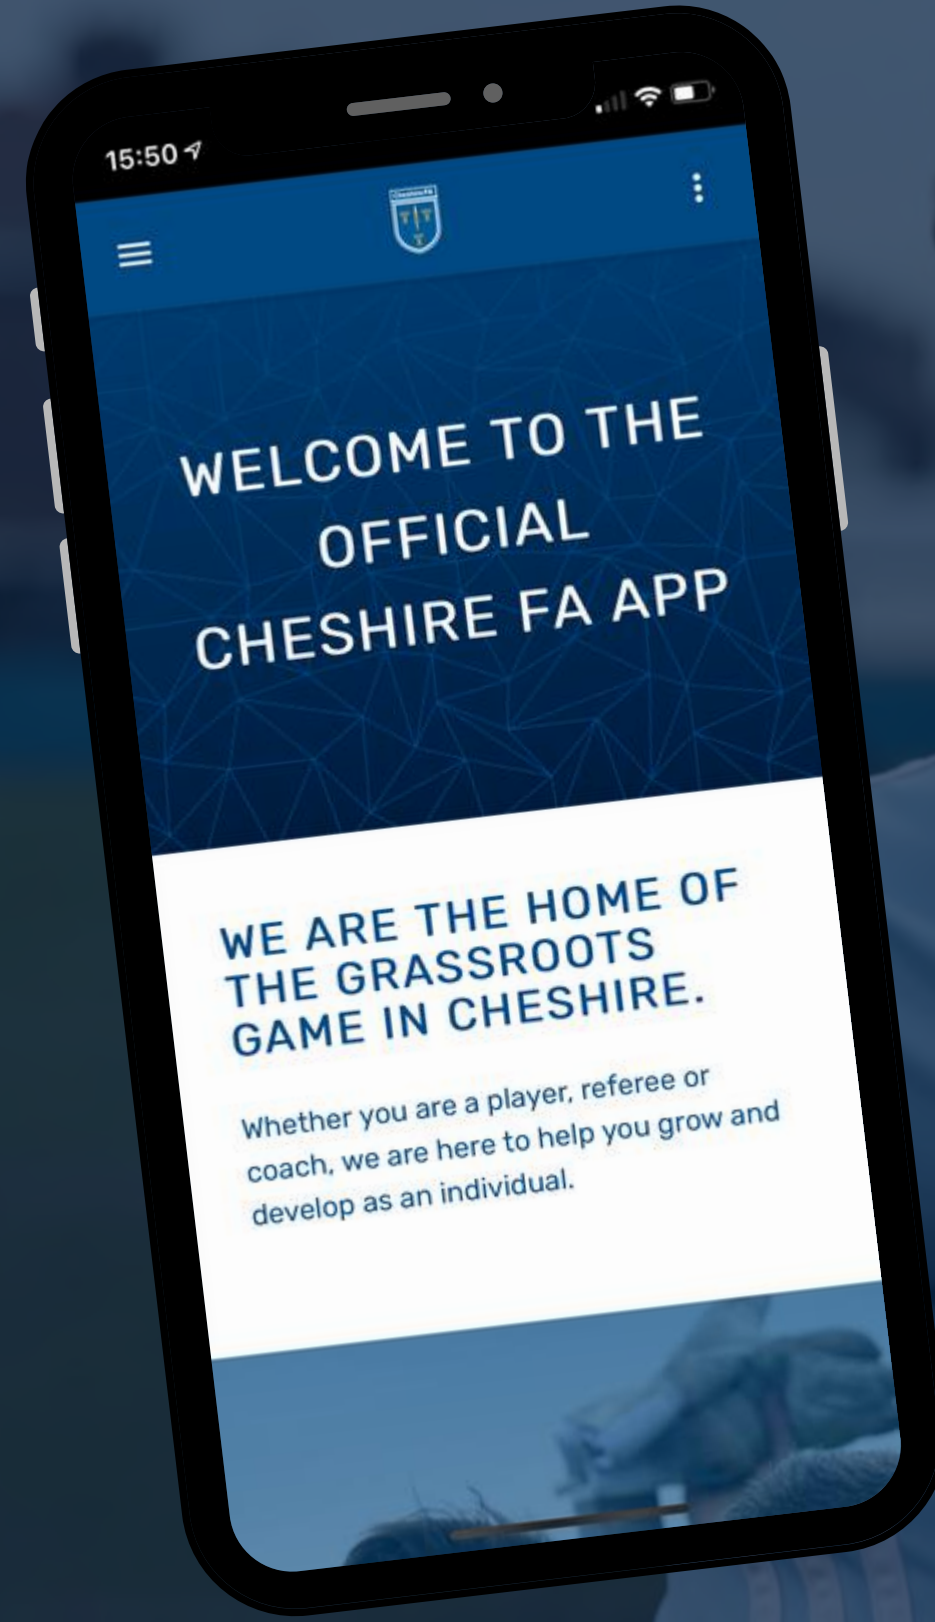 15:50
Cheshire FA
WELCOME TO THE
OFFICIAL
CHESHIRE FA APP
WE ARE THE HOME OF
THE GRASSROOTS
GAME IN CHESHIRE.
Whether you are a player, referee or
coach, we are here to help you grow and
develop as an individual.